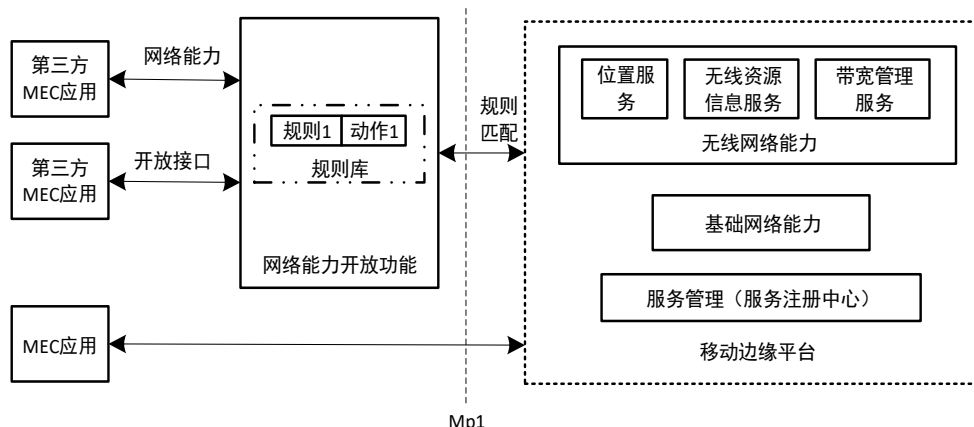 第三方
MEC应用
网络能力
第三方
MEC应用
开放接口
规则1
动作1
规则库
网络能力开放功能
MEC应用
规则
匹配
Mp1
位置服
务
无线资源
信息服务
带宽管理
服务
无线网络能力
基础网络能力
服务管理（服务注册中心）
移动边缘平台